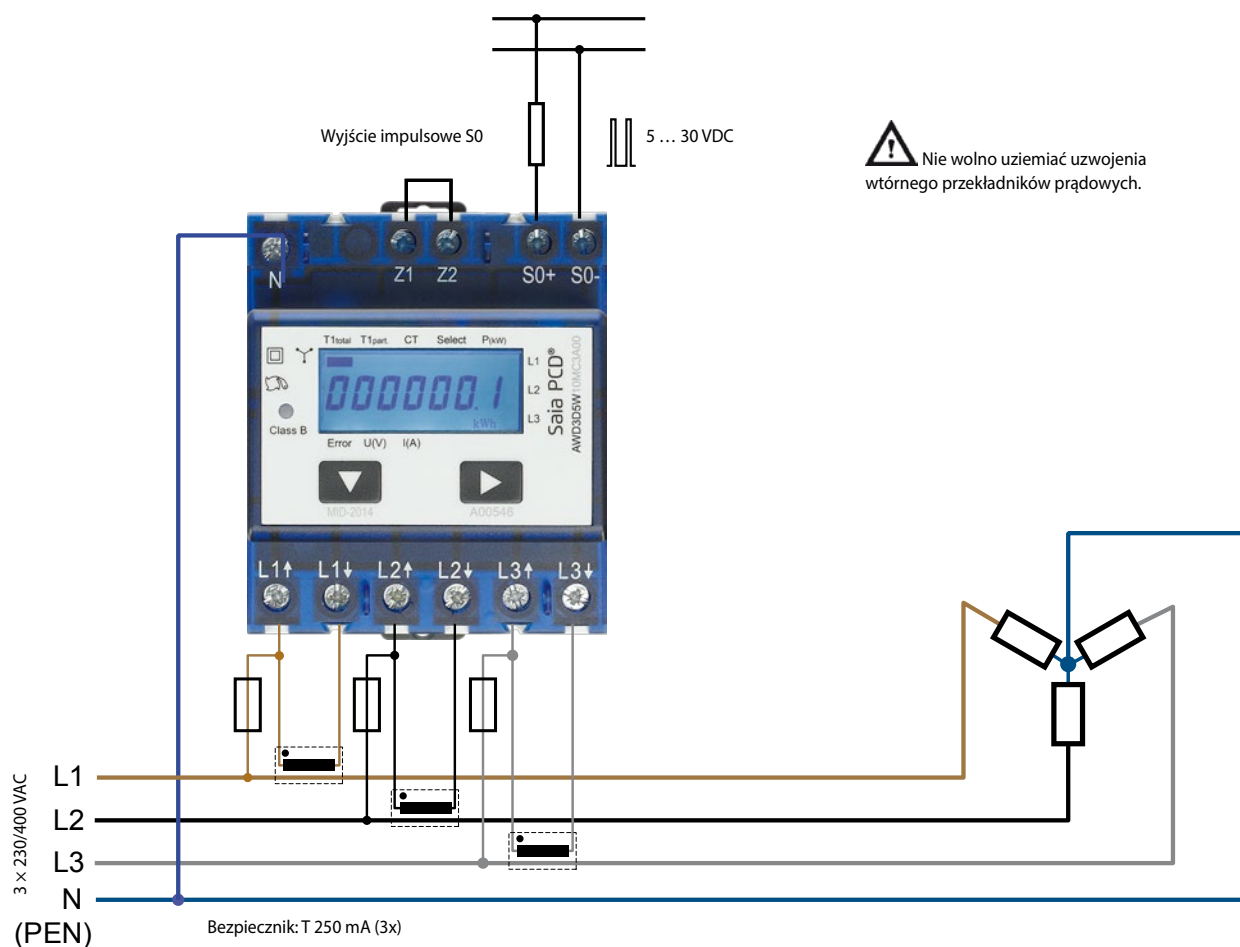 Wyjście impulsowe S0
5 … 30 VDC
Nie wolno uziemiać uzwojenia
wtórnego przekładników prądowych.
N
Z1 Z2
S0+ S0-
T1total T1part. CT Select P(kW)
L1
L2
L3
000000.1
kWh
Class B
Error U(V) I(A)
Saia PCD®
AWD3D5W10MC3A00
MID-2014
A00546
L1↑ L1↓ L2↑ L2↓ L3↑ L3↓
3 × 230/400 VAC
L1
L2
L3
N
(PEN)
Bezpiecznik: T 250 mA (3x)